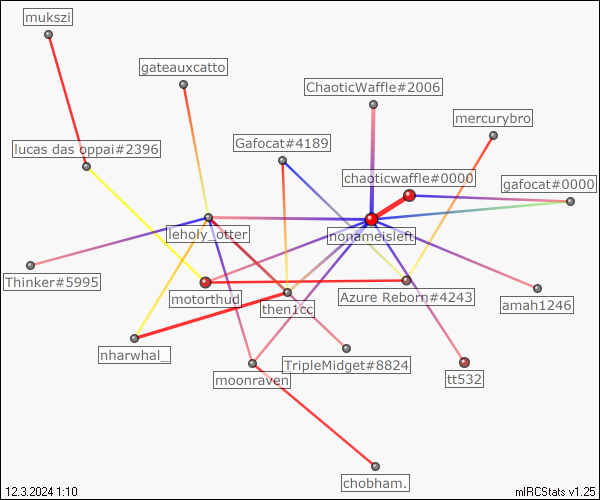 mukszi
gateauxcatto
ChaoticWaffle#2006
mercurybro
Gafocat#4189
lucas das oppai#2396
chaoticwaffle#0000
gafocat#0000
leholy_otter
nonameisleft
Thinker#5995
motorthud
Azure Reborn#4243
amah1246
then1cc
nharwhal_
TripleMidget#8824
moonraven
tt532
chobham.
12.3.2024 1:10
mIRCStats v1.25